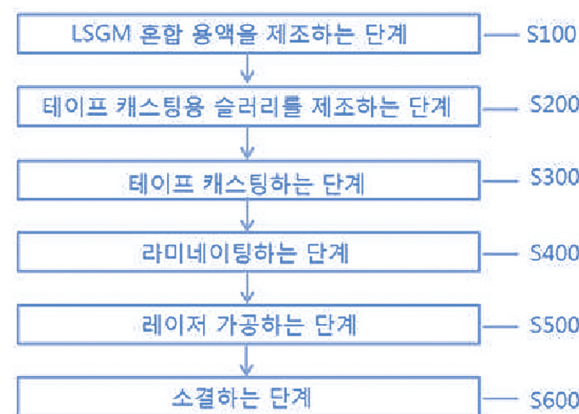 LSGM 혼합 용액을 제조하는 단계 S100
테이프 캐스팅용 슬러리를 제조하는 단계 S200
테이프 캐스팅하는 단계 S300
라미네이팅하는 단계 S400
레이저 가공하는 단계 S500
소결하는 단계 S600